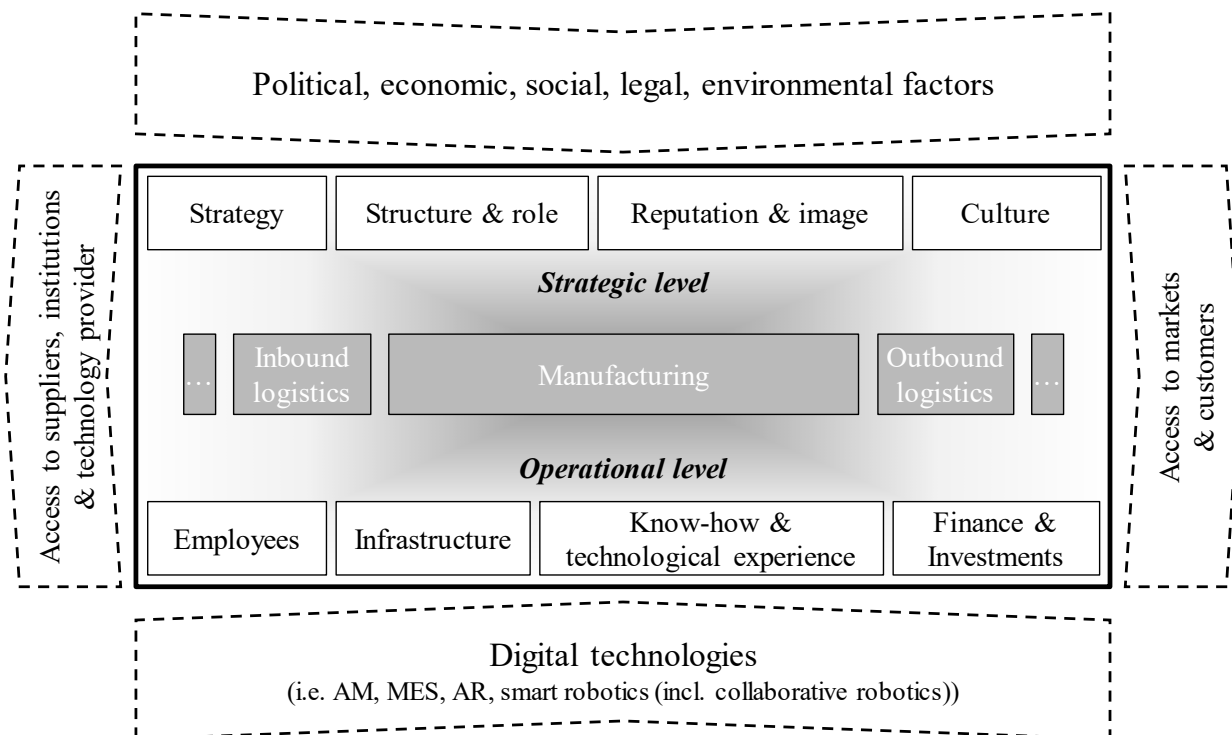 Political, economic, social, legal, environmental factors
Access to suppliers, institutions
& technology provider
Strategy
Structure & role
Reputation & image
Culture
Strategic level
…
Inbound
logistics
Manufacturing
Outbound
logistics
…
Operational level
Employees
Infrastructure
Know-how &
technological experience
Finance &
Investments
Access to markets
& customers
Digital technologies
(i.e. AM, MES, AR, smart robotics (incl. collaborative robotics))